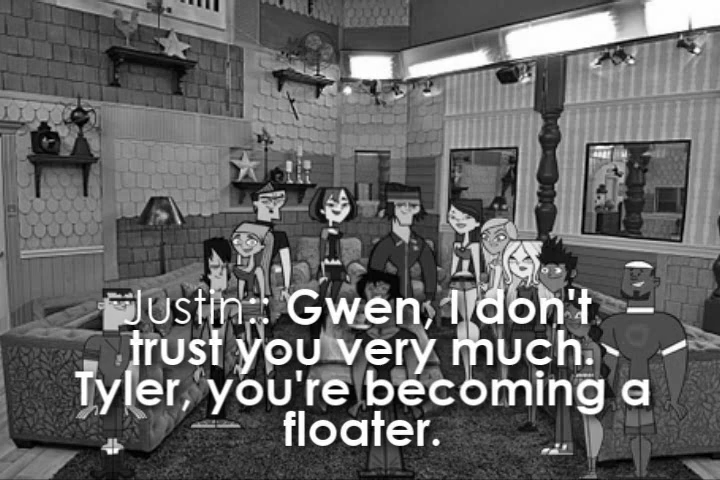 Justin:: Gwen, I don't
trust you very much.
Tyler, you're becoming a
floater.